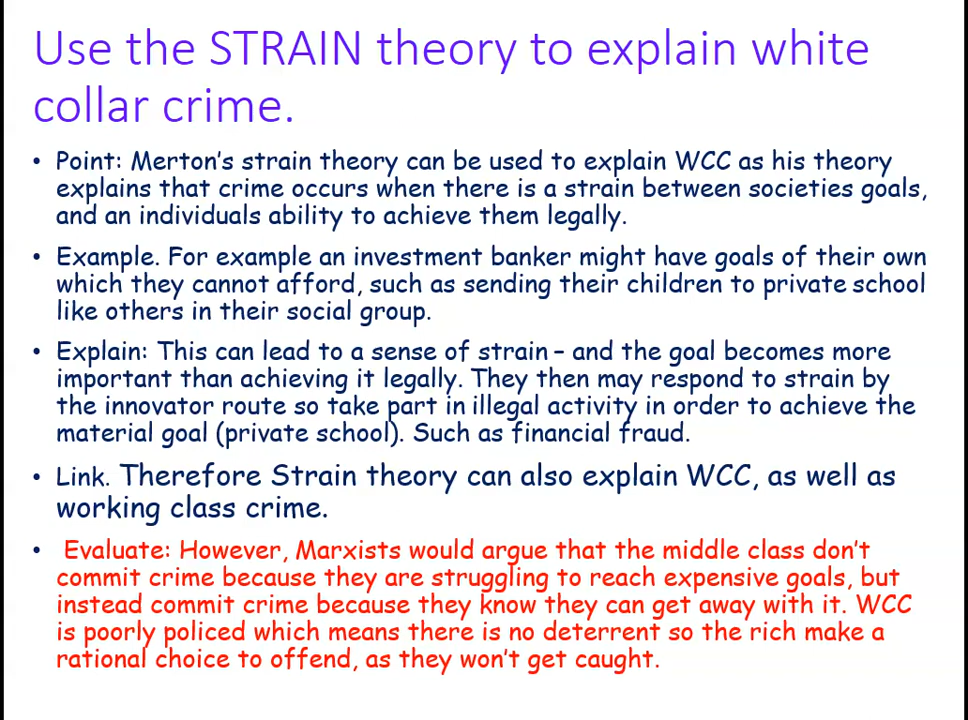 Use the STRAIN theory to explain white
collar crime.
• Point: Merton's strain theory can be used to explain WCC as his theory
explains that crime occurs when there is a strain between societies goals,
and an individuals ability to achieve them legally.
• Example. For example an investment banker might have goals of their own
which they cannot afford, such as sending their children to private school
like others in their social group.
• Explain: This can lead to a sense of strain – and the goal becomes more
important than achieving it legally. They then may respond to strain by
the innovator route so take part in illegal activity in order to achieve the
material goal (private school). Such as financial fraud.
• Link. Therefore Strain theory can also explain WCC, as well as
working class crime.
• Evaluate: However, Marxists would argue that the middle class don't
commit crime because they are struggling to reach expensive goals, but
instead commit crime because they know they can get away with it. WCC
is poorly policed which means there is no deterrent so the rich make a
rational choice to offend, as they won't get caught.